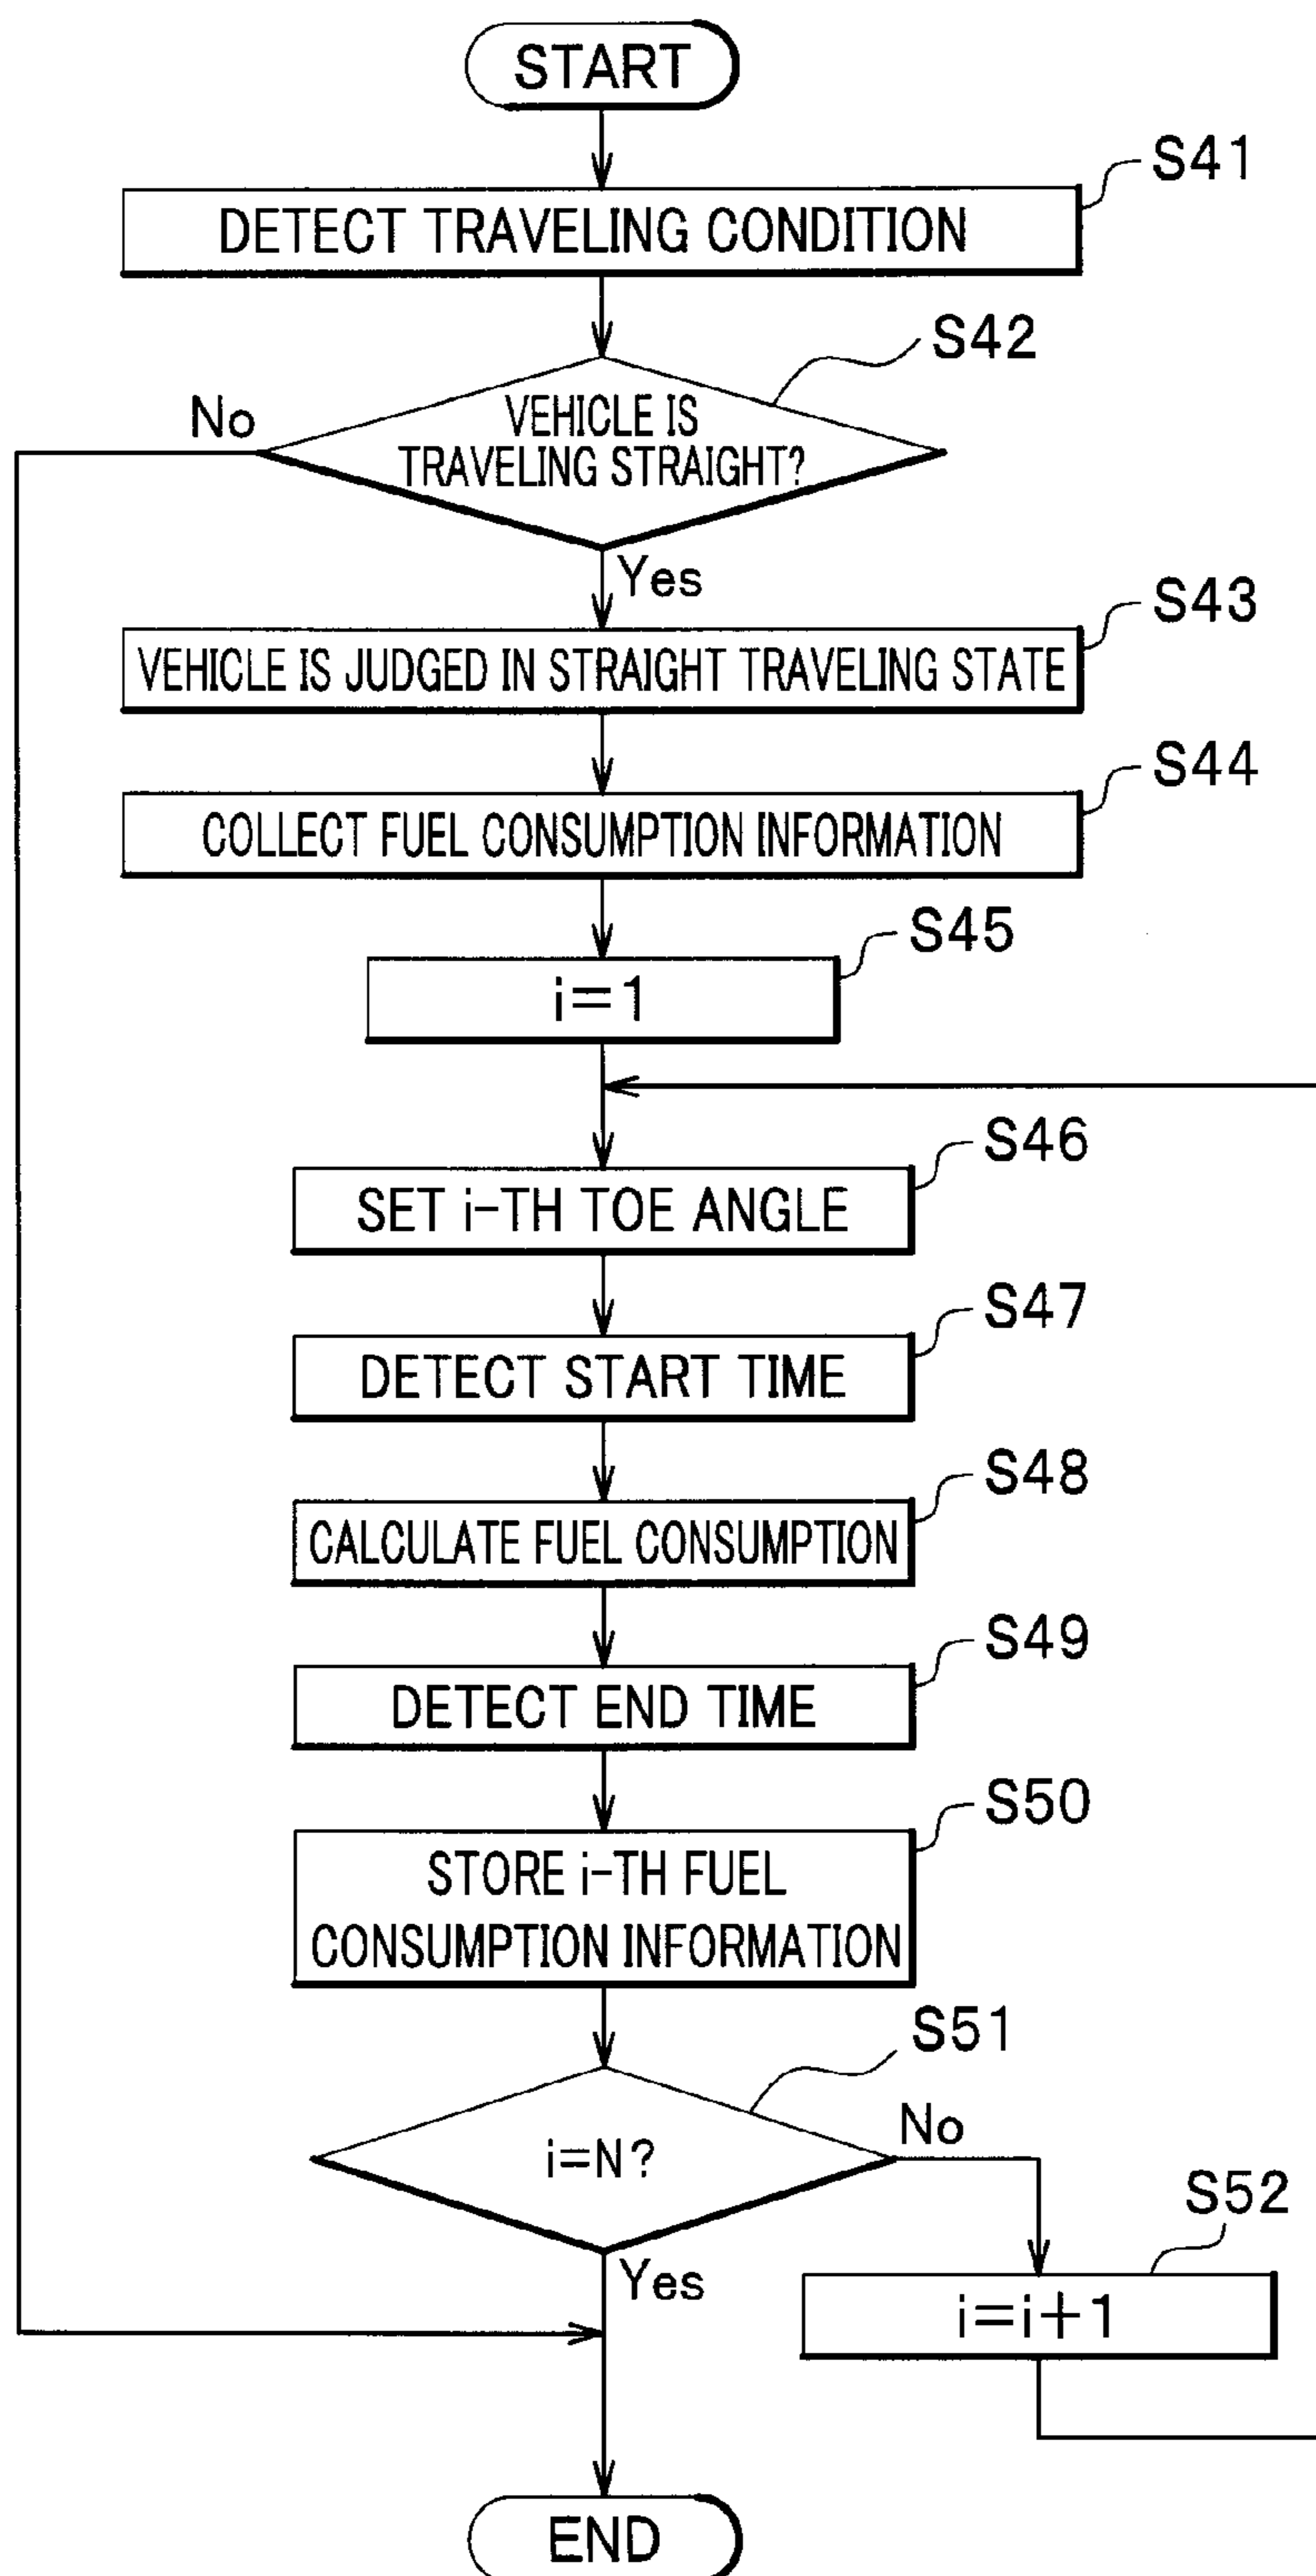 START
S41
DETECT TRAVELING CONDITION
S42
No
VEHICLE IS
TRAVELING STRAIGHT?
Yes
S43
VEHICLE IS JUDGED IN STRAIGHT TRAVELING STATE
S44
COLLECT FUEL CONSUMPTION INFORMATION
S45
i=1
S46
SET i-TH TOE ANGLE
S47
DETECT START TIME
S48
CALCULATE FUEL CONSUMPTION
S49
DETECT END TIME
S50
STORE i-TH FUEL
CONSUMPTION INFORMATION
S51
No
i=N?
S52
Yes
i=i+1
END